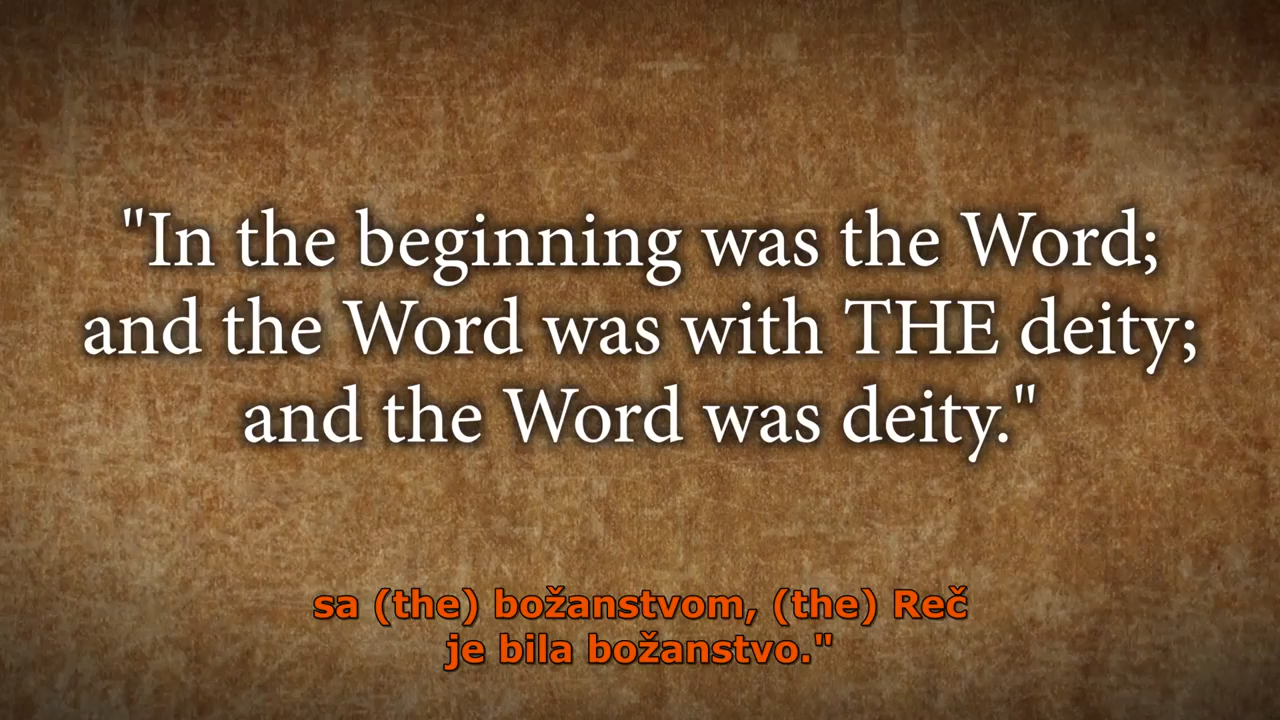 "In the beginning was the Word;
and the Word was with THE deity;
and the Word was deity."
sa (the) božanstvom, (the) Reč
je bila božanstvo."